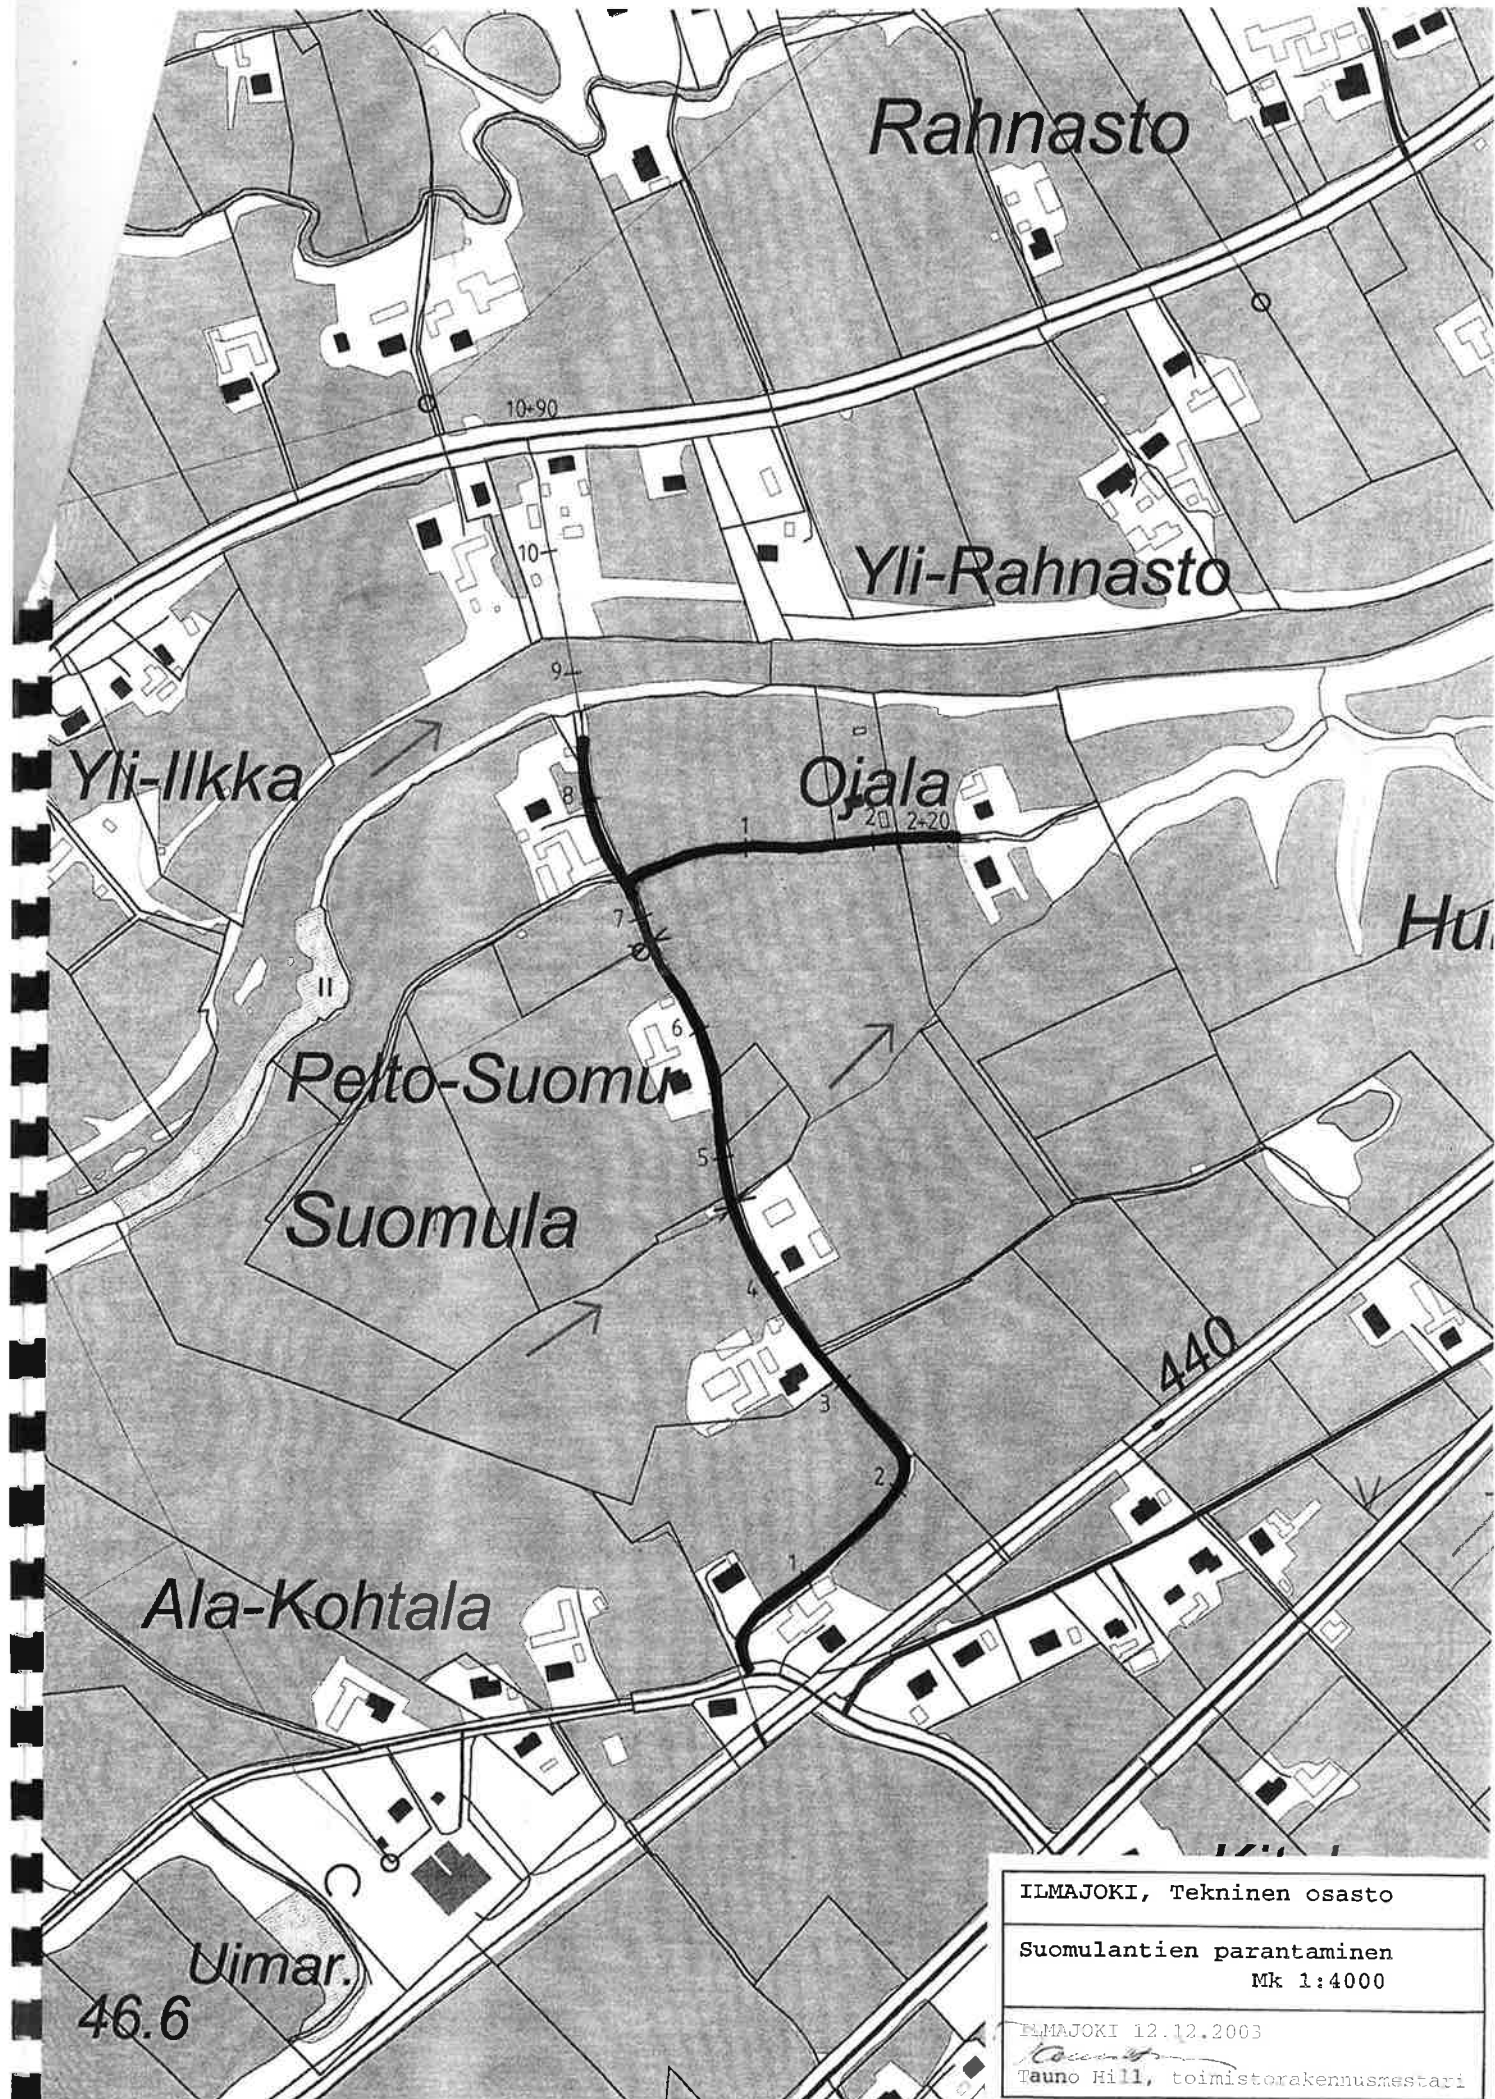 Rahnasto
10+90
10
Yli-Rahnasto
9
Yli-Ilkka
8
Ojala
1
2
2+20
7
II
6
Pelto-Suomu
5
Suomula
4
440
3
2
1
Ala-Kohtala
Uimar.
46.6
ILMAJOKI, Tekninen osasto
Suomulantien parantaminen
Mk 1:4000
ILMAJOKI 12.12.2003
Tauno Hill, toimistorakennusmestari